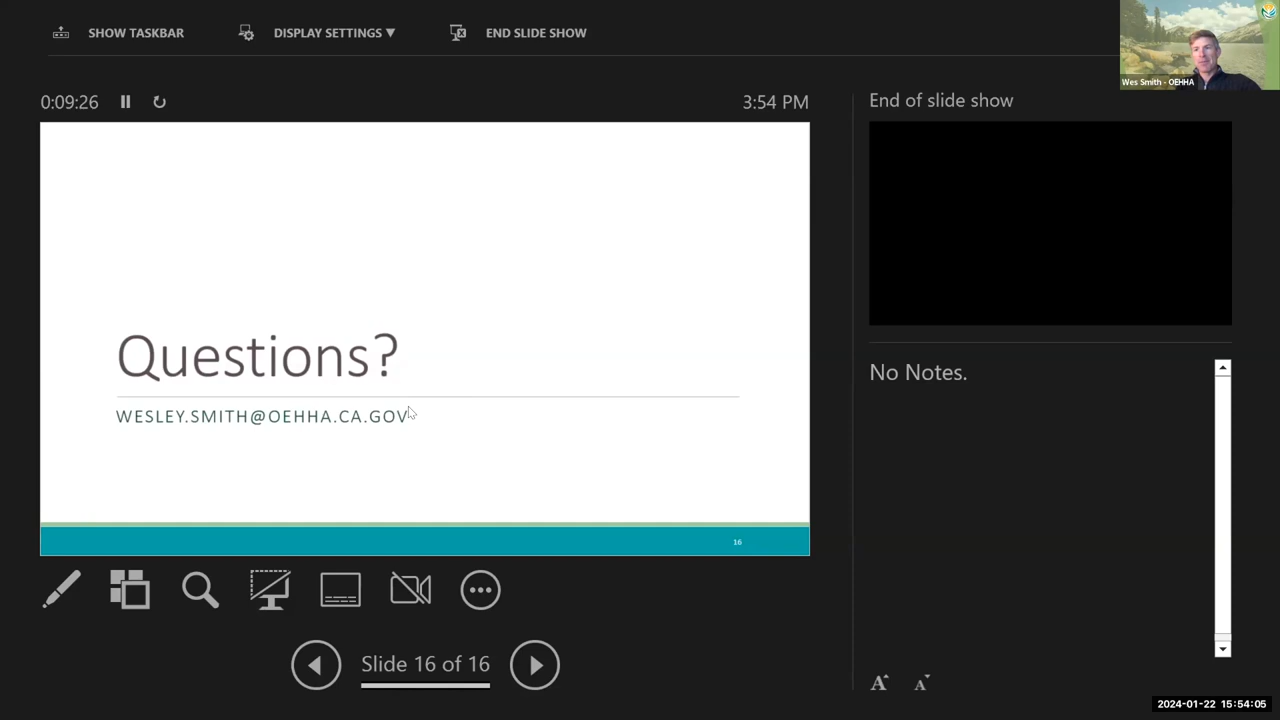 SHOW TASKBAR
DISPLAY SETTINGS ▼
END SLIDE SHOW
Wes Smith - OEHHA
0:09:26
3:54 PM
End of slide show
Questions?
WESLEY.SMITH@OEHHA.CA.GOV
16
No Notes.
Slide 16 of 16
A A
2024-01-22 15:54:05